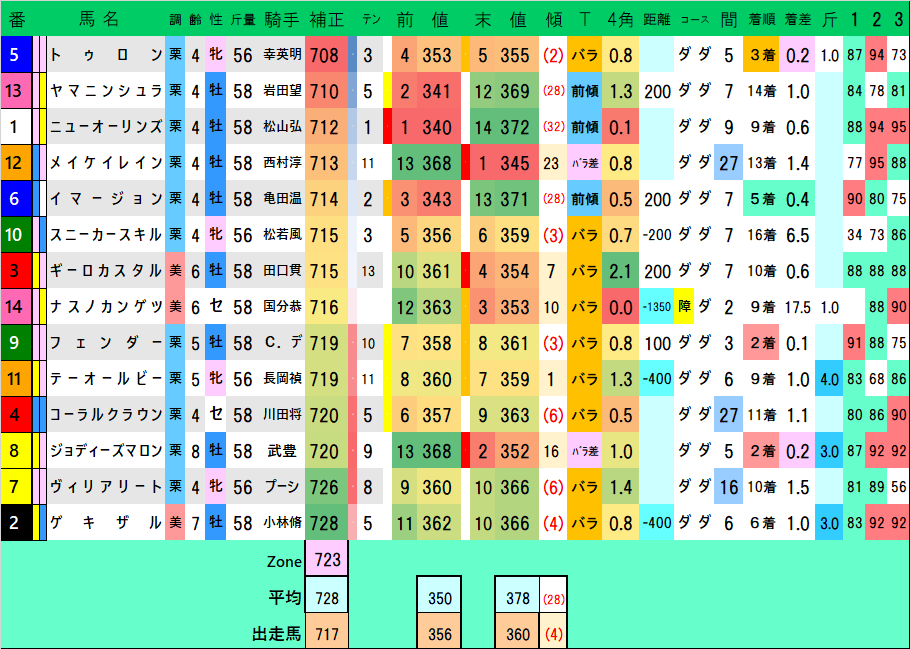 番 馬名 調 齢 性 斤量 騎手 補正 テン 前 値 末 値 傾 T 4角 距離 コース 間 着順 着差 斤 1 2 3
5 トゥロン 栗 4 牝 56 幸英明 708 3 4 353 5 355 (2) バラ 0.8 ダ ダ 5 3着 0.2 1.0 87 94 73
13 ヤマニンシュラ 栗 4 牡 58 岩田望 710 5 2 341 12 369 (28) 前傾 1.3 200 ダ ダ 7 14着 1.0 84 78 81
1 ニューオーリンズ 栗 4 牡 58 松山弘 712 1 1 340 14 372 (32) 前傾 0.1 ダ ダ 9 9着 0.6 88 94 95
12 メイケイレイン 栗 4 牡 58 西村淳 713 11 13 368 1 345 23 バラ差 0.8 ダ ダ 27 13着 1.4 77 95 88
6 イマージョン 栗 4 牡 58 亀田温 714 2 3 343 13 371 (28) 前傾 0.5 200 ダ ダ 7 5着 0.4 90 80 75
10 スニーカースキル 栗 4 牝 56 松若風 715 3 5 356 6 359 (3) バラ 0.7 -200 ダ ダ 7 16着 6.5 34 73 86
3 ギーロカスタル 美 6 牡 58 田口貫 715 13 10 361 4 354 7 バラ 2.1 200 ダ ダ 7 10着 0.6 88 88 88
14 ナスノカンゲツ 美 6 セ 58 国分恭 716 12 363 3 353 10 バラ 0.0 -1350 障 ダ 2 9着 17.5 1.0 88 90
9 フェンダー 栗 5 牡 58 C.デ 719 10 7 358 8 361 (3) バラ 0.8 100 ダ ダ 3 2着 0.1 91 88 75
11 テーオールビー 栗 5 牝 56 長岡禎 719 11 8 360 7 359 1 バラ 1.3 -400 ダ ダ 6 9着 1.0 4.0 83 68 86
4 コーラルクラウン 栗 4 セ 58 川田将 720 5 6 357 9 363 (6) バラ 0.5 ダ ダ 27 11着 1.1 80 86 90
8 ジョディーズマロン 栗 8 牡 58 武豊 720 9 13 368 2 352 16 バラ差 1.0 ダ ダ 5 2着 0.2 3.0 87 92 92
7 ヴィリアリート 栗 4 牝 56 プーシ 726 8 9 360 10 366 (6) バラ 1.4 ダ ダ 16 10着 1.5 81 89 56
2 ゲキザル 美 7 牡 58 小林脩 728 5 11 362 10 366 (4) バラ 0.8 -400 ダ ダ 6 6着 1.0 3.0 83 92 92
Zone 723
平均 728 350 378 (28)
出走馬 717 356 360 (4)